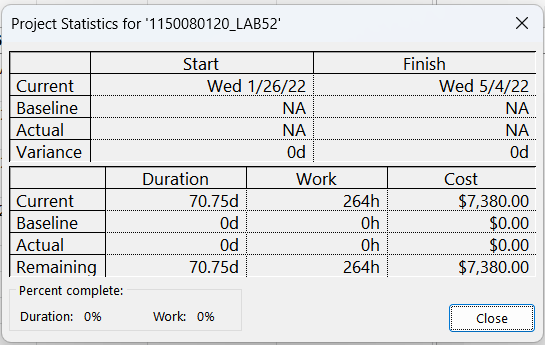 Project Statistics for '1150080120_LAB52'
Start Finish
Current Wed 1/26/22 Wed 5/4/22
Baseline NA NA
Actual NA NA
Variance 0d 0d
Duration Work Cost
Current 70.75d 264h $7,380.00
Baseline 0d 0h $0.00
Actual 0d 0h $0.00
Remaining 70.75d 264h $7,380.00
Percent complete:
Duration: 0% Work: 0%
Close